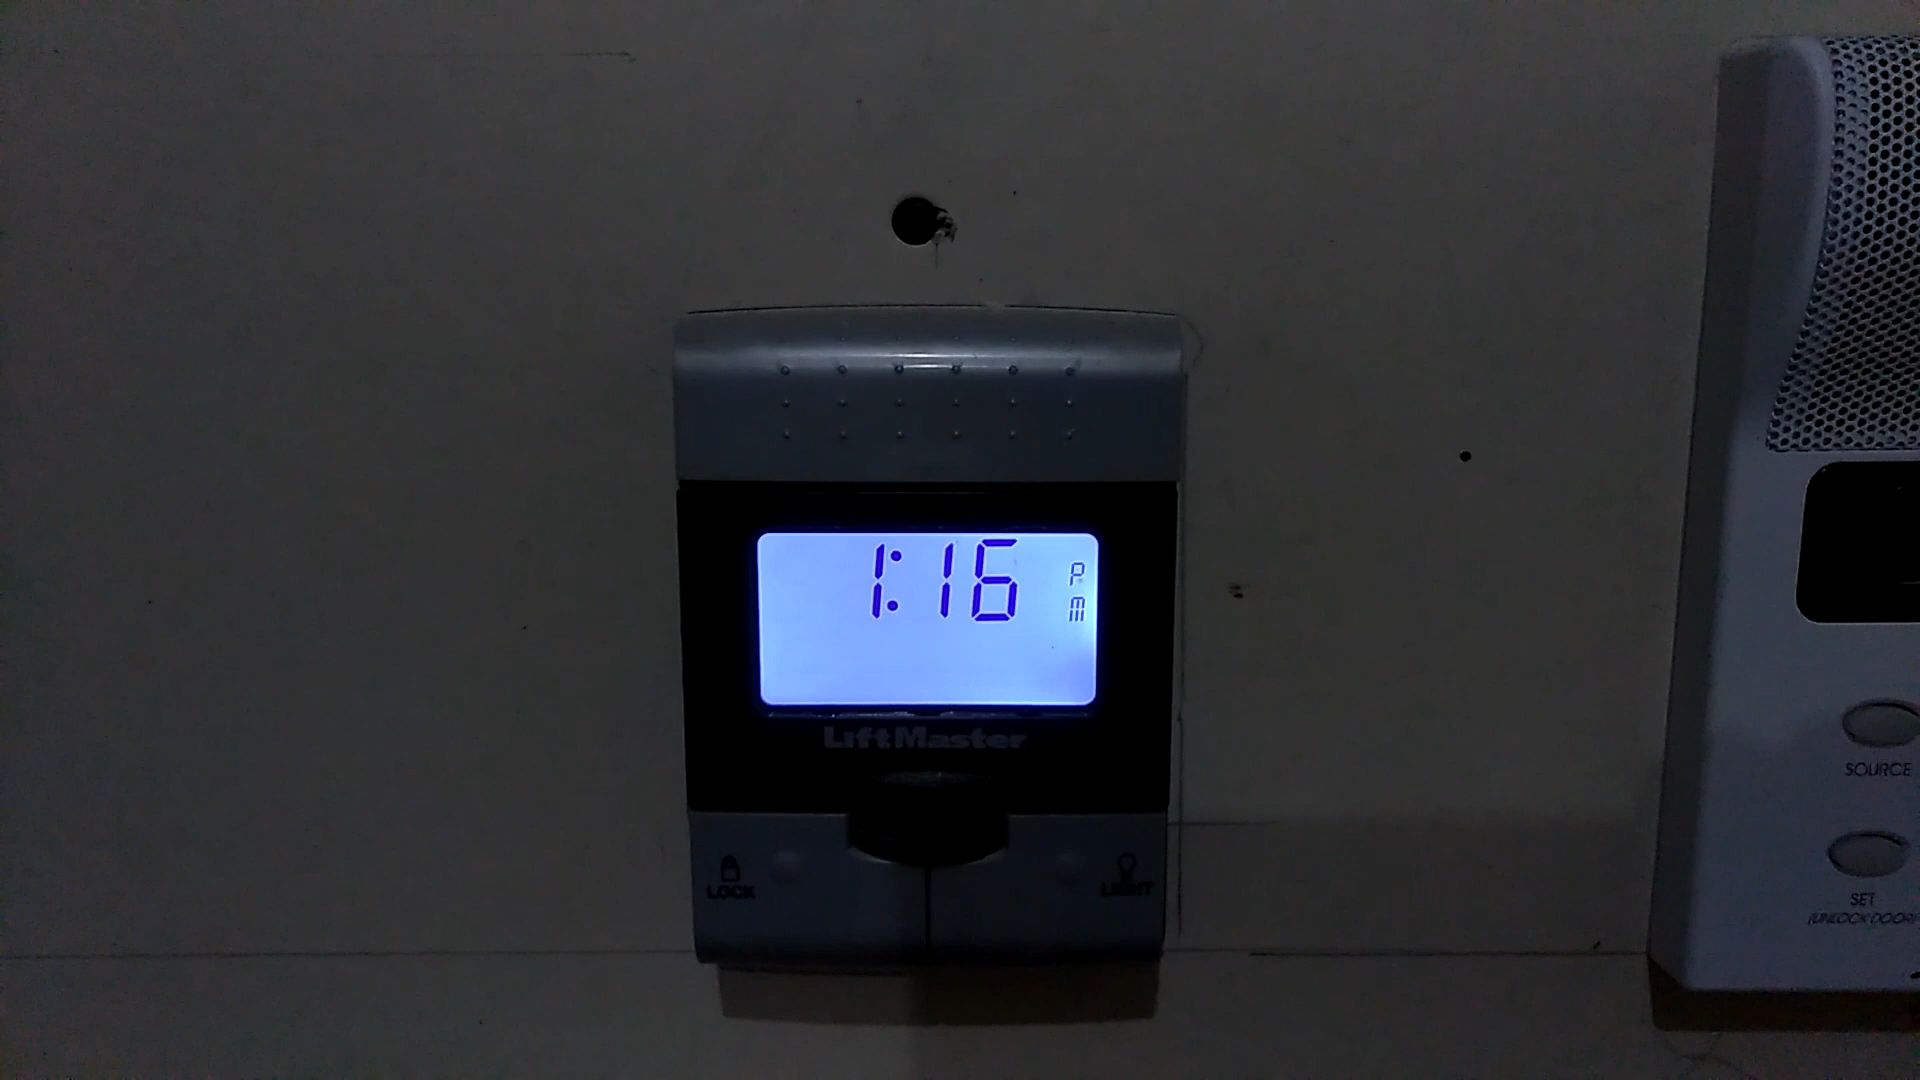 1:16 PM
LiftMaster
LOCK
LIGHT
SOURCE
SET
(UNLOCK DOOR)